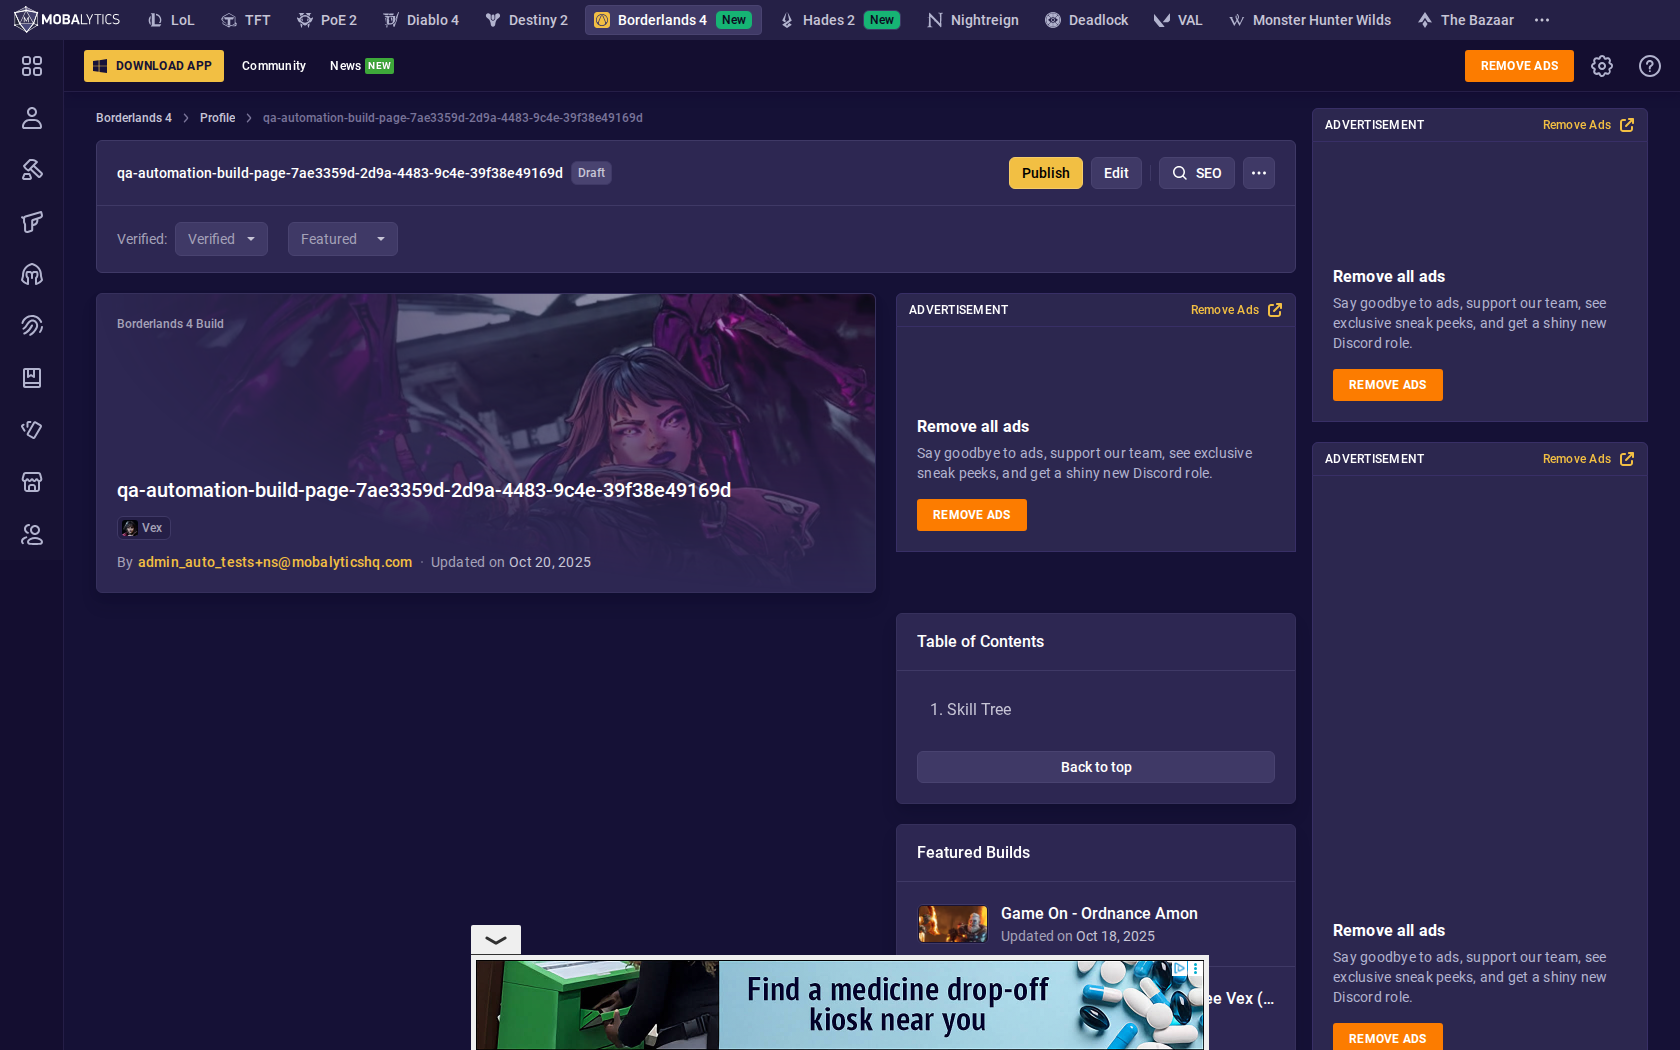 MOBALYTICS
LoL
TFT
PoE 2
Diablo 4
Destiny 2
Borderlands 4 New
Hades 2 New
Nightreign
Deadlock
VAL
Monster Hunter Wilds
The Bazaar
DOWNLOAD APP
Community
News NEW
REMOVE ADS
Borderlands 4
Profile
qa-automation-build-page-7ae3359d-2d9a-4483-9c4e-39f38e49169d
qa-automation-build-page-7ae3359d-2d9a-4483-9c4e-39f38e49169d Draft
Publish
Edit
SEO
Verified: Verified
Featured
Borderlands 4 Build
qa-automation-build-page-7ae3359d-2d9a-4483-9c4e-39f38e49169d
Vex
By admin_auto_tests+ns@mobalyticshq.com · Updated on Oct 20, 2025
ADVERTISEMENT Remove Ads
Remove all ads
Say goodbye to ads, support our team, see exclusive
sneak peeks, and get a shiny new Discord role.
REMOVE ADS
Table of Contents
1. Skill Tree
Back to top
Featured Builds
Game On - Ordnance Amon
Updated on Oct 18, 2025
ee Vex (...
Find a medicine drop-off
kiosk near you
ADVERTISEMENT Remove Ads
Remove all ads
Say goodbye to ads, support our team, see
exclusive sneak peeks, and get a shiny new
Discord role.
REMOVE ADS
ADVERTISEMENT Remove Ads
Remove all ads
Say goodbye to ads, support our team, see
exclusive sneak peeks, and get a shiny new
Discord role.
REMOVE ADS